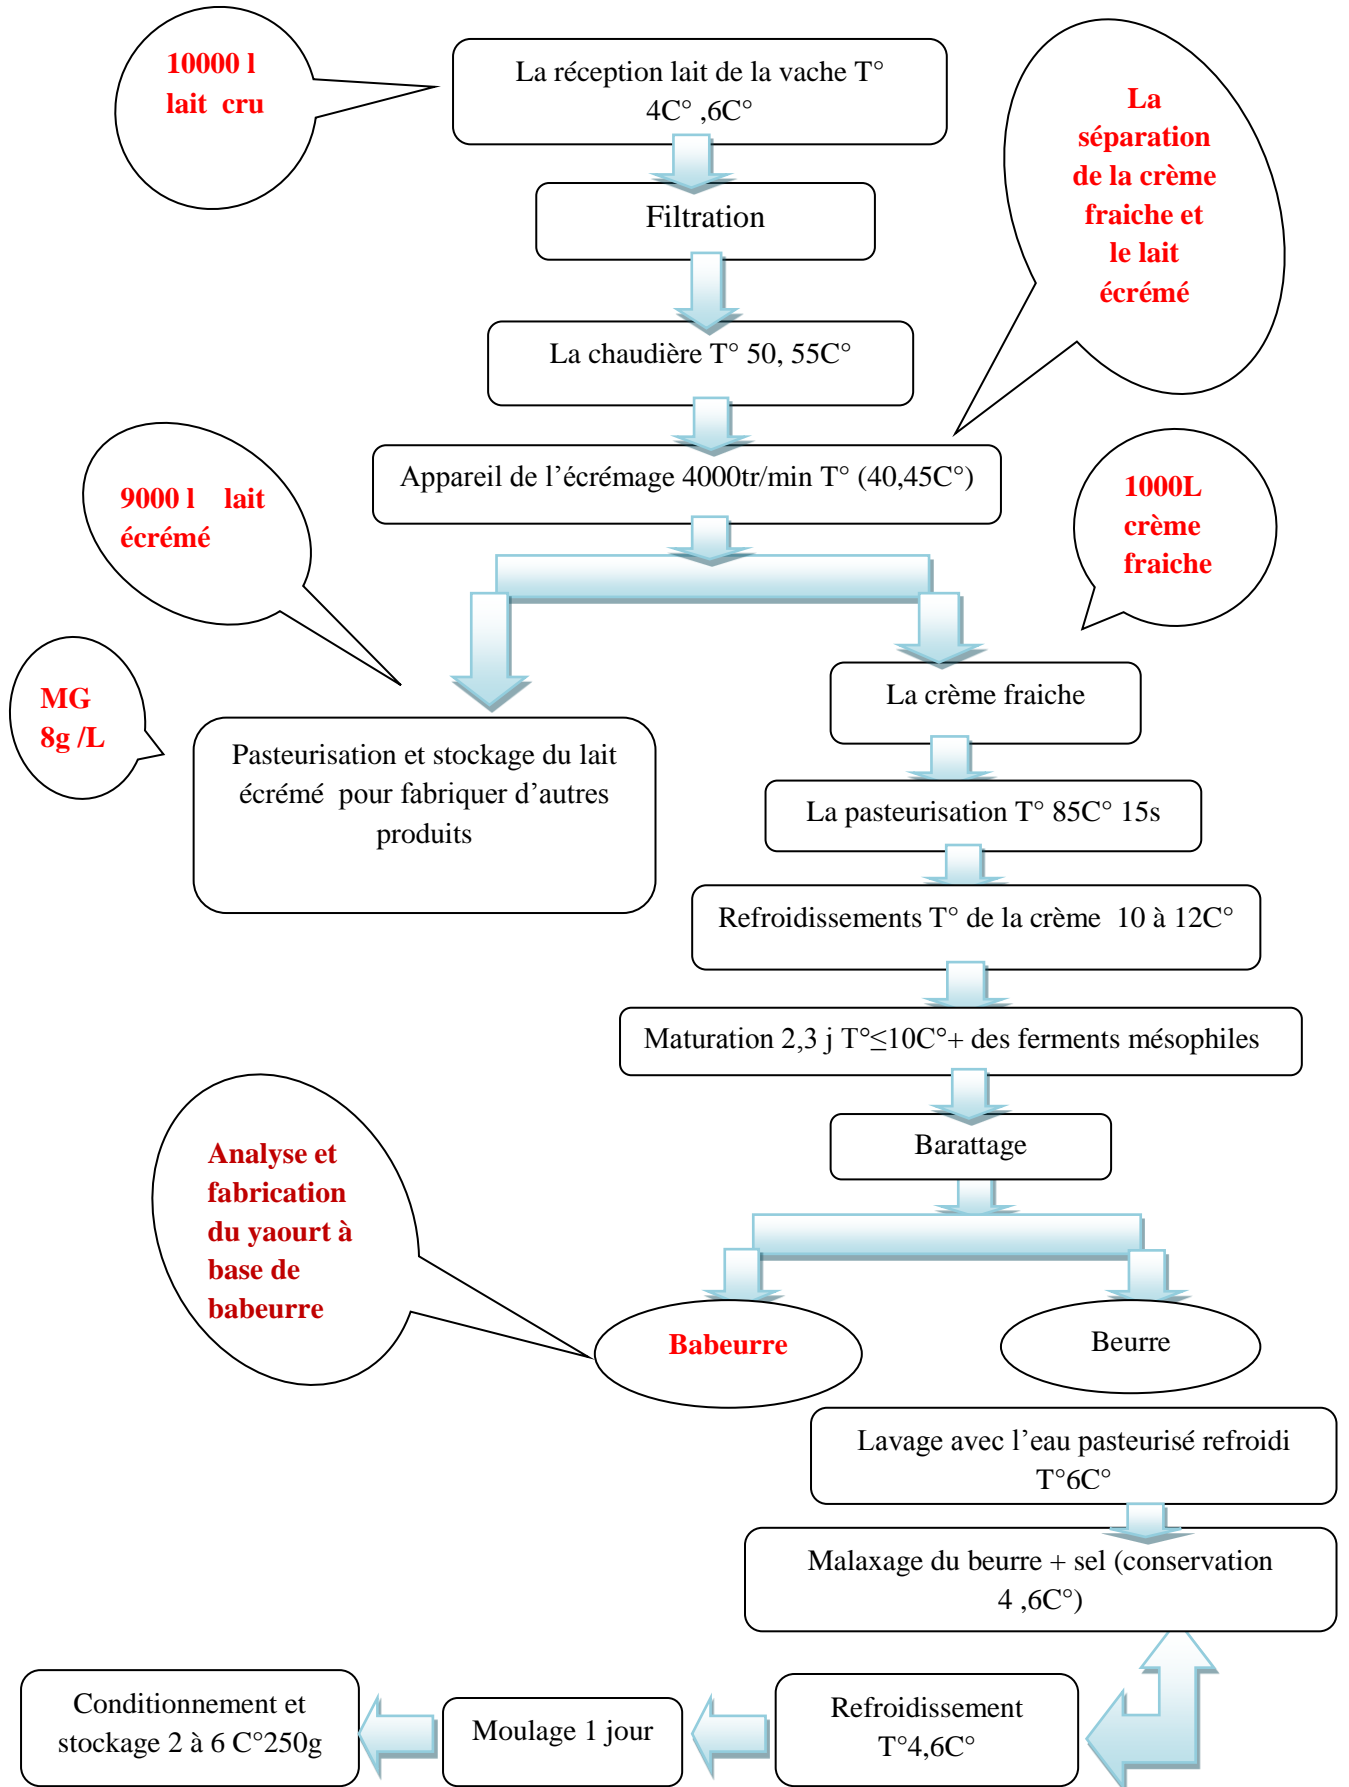 10000 l
lait cru
La réception lait de la vache T°
4C° ,6C°
La
séparation
de la crème
fraiche et
le lait
écrémé
Filtration
La chaudière T° 50, 55C°
Appareil de l’écrémage 4000tr/min T° (40,45C°)
9000 l lait
écrémé
1000L
crème
fraiche
MG
8g /L
La crème fraiche
Pasteurisation et stockage du lait
écrémé pour fabriquer d’autres
produits
La pasteurisation T° 85C° 15s
Refroidissements T° de la crème 10 à 12C°
Maturation 2,3 j T°≤10C°+ des ferments mésophiles
Barattage
Analyse et
fabrication
du yaourt à
base de
babeurre
Babeurre
Beurre
Lavage avec l’eau pasteurisé refroidi
T°6C°
Malaxage du beurre + sel (conservation
4 ,6C°)
Refroidissement
T°4,6C°
Moulage 1 jour
Conditionnement et
stockage 2 à 6 C°250g